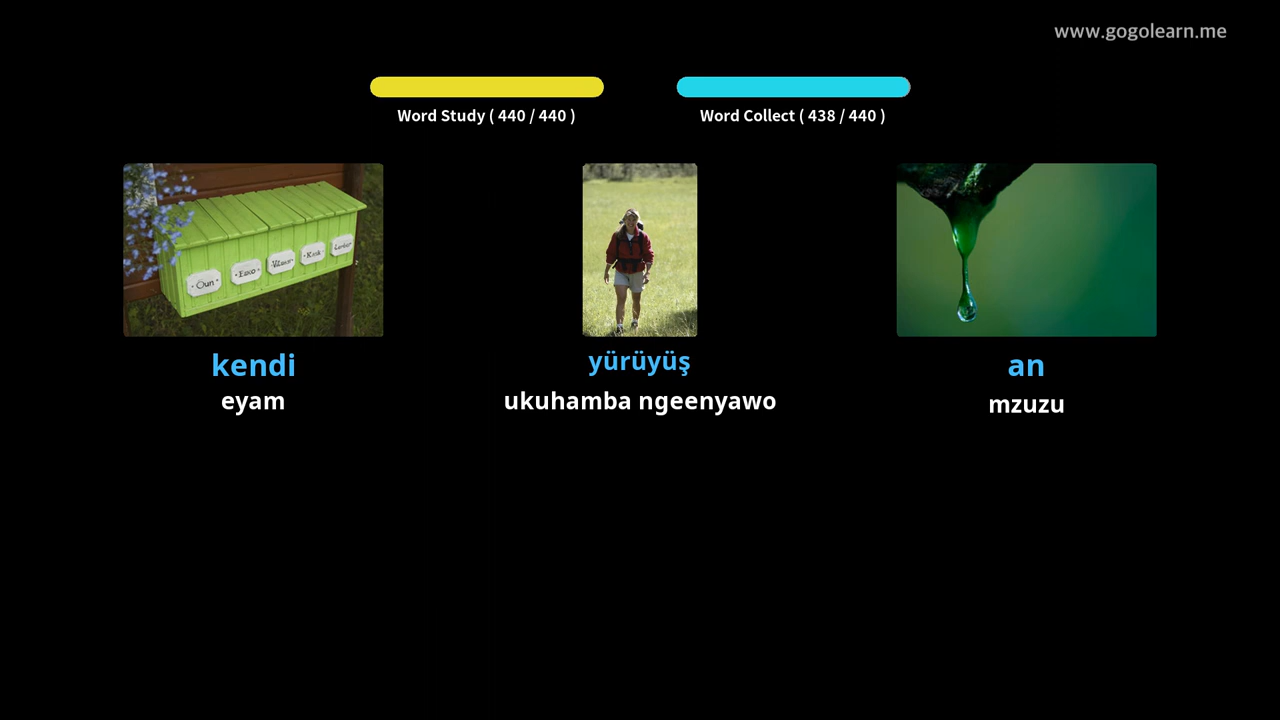 www.gogolearn.me
Word Study ( 440 / 440 )
Word Collect ( 438 / 440 )
kendi
yürüyüş
an
eyam
ukuhamba ngeenyawo
mzuzu